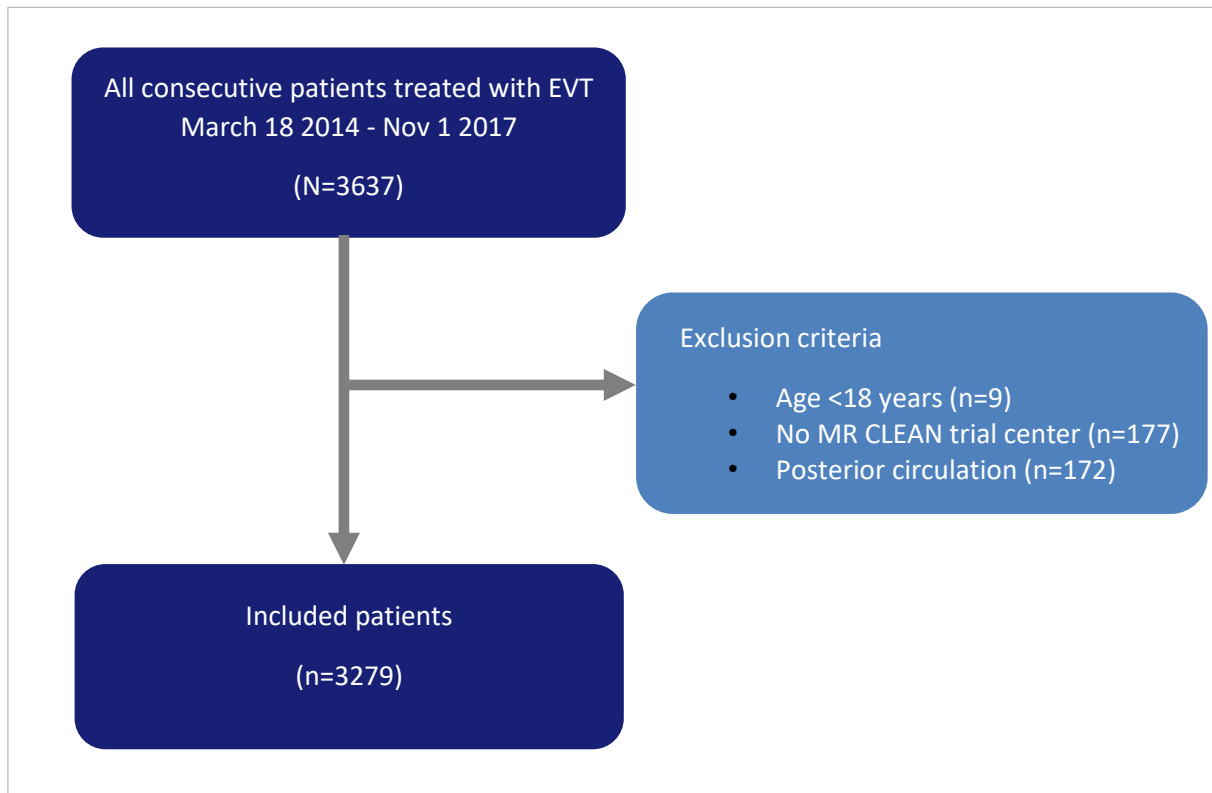 All consecutive patients treated with EVT
March 18 2014 - Nov 1 2017
(N=3637)
Exclusion criteria
• Age <18 years (n=9)
• No MR CLEAN trial center (n=177)
• Posterior circulation (n=172)
Included patients
(n=3279)